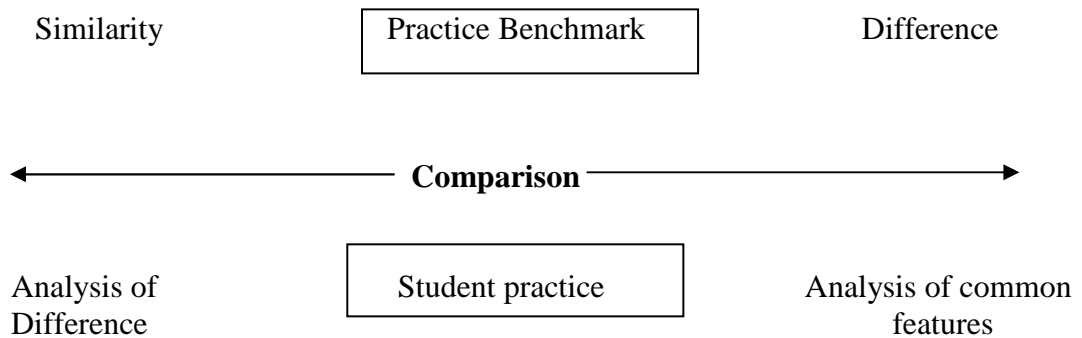 Similarity Practice Benchmark Difference
Comparison
Analysis of Difference
Student practice
Analysis of common features